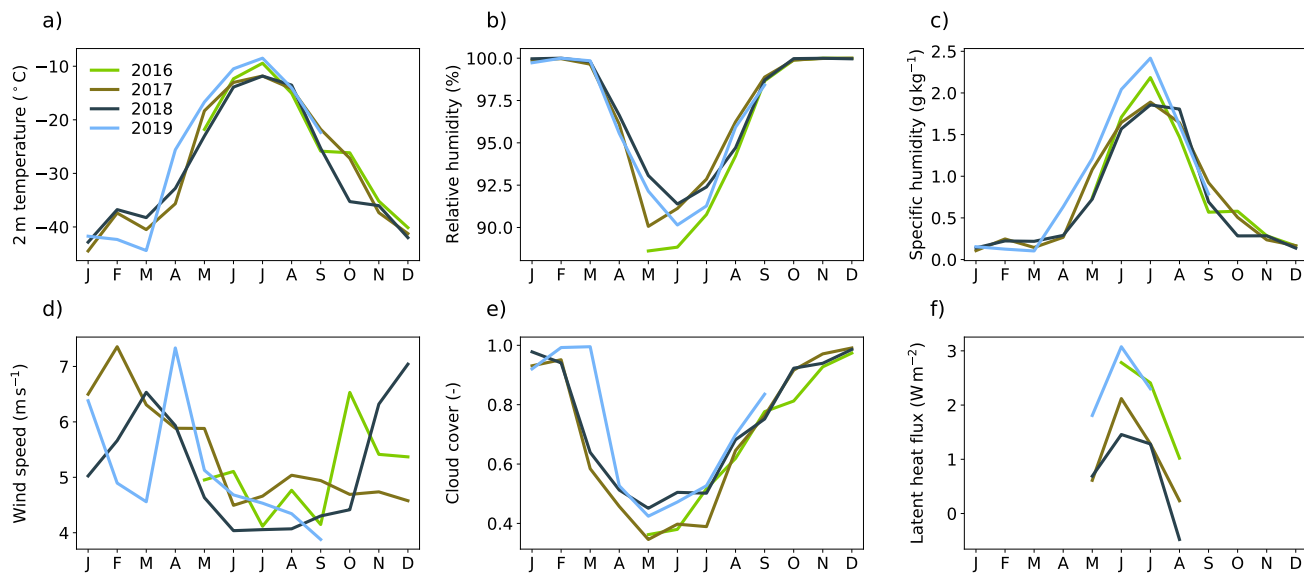 a)
2 m temperature (°C)
−10
−20
−30
−40
2016
2017
2018
2019
J F M A M J J A S O N D
b)
Relative humidity (%)
100.0
97.5
95.0
92.5
90.0
J F M A M J J A S O N D
c)
Specific humidity (g kg⁻¹)
2.5
2.0
1.5
1.0
0.5
0.0
J F M A M J J A S O N D
d)
Wind speed (m s⁻¹)
7
6
5
4
J F M A M J J A S O N D
e)
Cloud cover (-)
1.0
0.8
0.6
0.4
J F M A M J J A S O N D
f)
Latent heat flux (W m⁻²)
3
2
1
0
J F M A M J J A S O N D